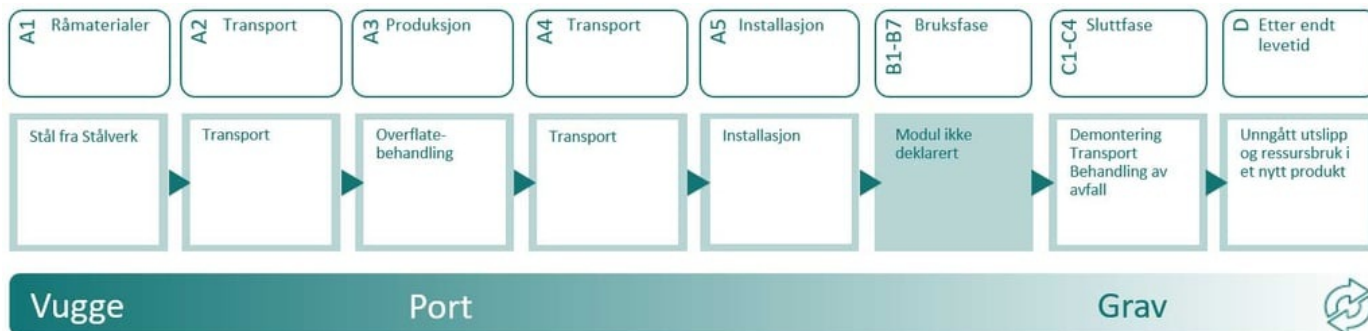 A1 Råmaterialer
A2 Transport
A3 Produksjon
A4 Transport
A5 Installasjon
B1-B7 Bruksfase
C1-C4 Sluttfase
D Etter endt
levetid
Stål fra Stålverk
Transport
Overflate-
behandling
Transport
Installasjon
Modul ikke
deklarert
Demontering
Transport
Behandling av
avfall
Unngått utslipp
og ressursbruk i
et nytt produkt
Vugge
Port
Grav